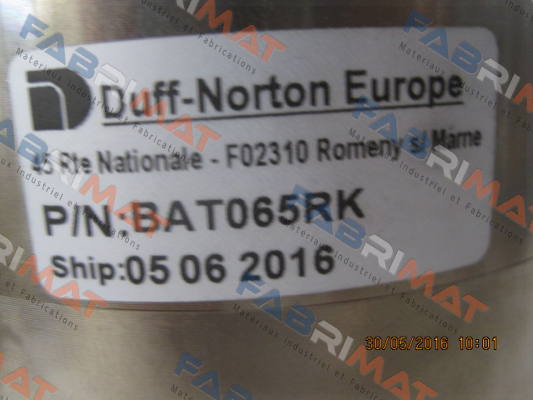 Duff-Norton Europe
45 Rte Nationale - F02310 Romeny s/ Marne
P/N:BAT065RK
Ship:05 06 2016
30/05/2016 10:01
FABRIMAT
Materiaux industriel et Fabrications